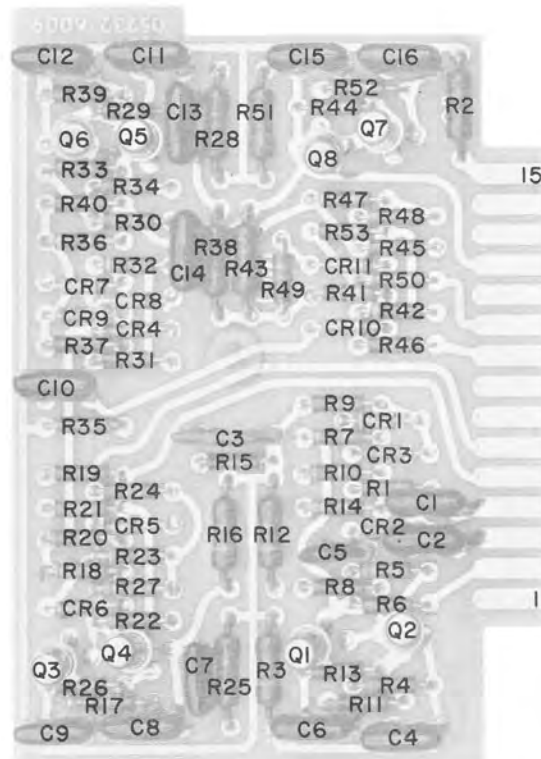 05232-6009
C12 C11 C15 C16
R39 R29 C13 R28 R51 R44 R52 R2
Q6 Q5 Q8 Q7
R33 R34 15
R40 R30 R47 R48
R36 R38 R53 R45
R32 C14 R43 R49 CR11 R50
CR7 CR8 R41 R42
CR9 CR4 CR10
R37 R31 R46
C10
R35 R9 CR1
C3 R7 CR3
R19 R15 R10
R24 R14 R1 C1
R21 CR5 R16 R12 CR2
R20 R23 C5 C2
R18 R27 R8 R5
CR6 R22 R6 1
Q3 Q4 C7 R3 Q1 Q2
R26 R25 R13 R4
R17 R11
C9 C8 C6 C4